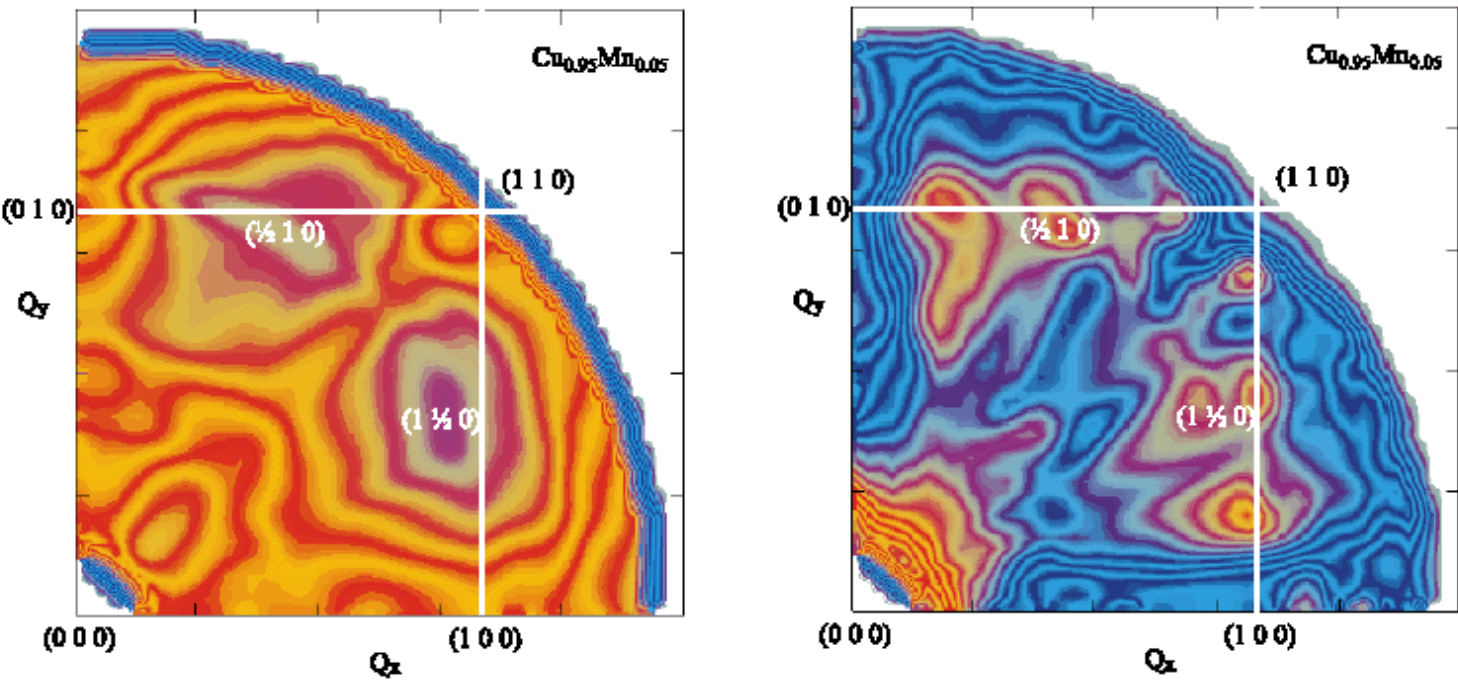 Cu₀.₉₅Mn₀.₀₅
(1 1 0)
(0 1 0)
(½ 1 0)
Qy
(1 ½ 0)
(0 0 0)
(1 0 0)
Qx
Cu₀.₉₅Mn₀.₀₅
(1 1 0)
(0 1 0)
(½ 1 0)
Qy
(1 ½ 0)
(0 0 0)
(1 0 0)
Qx